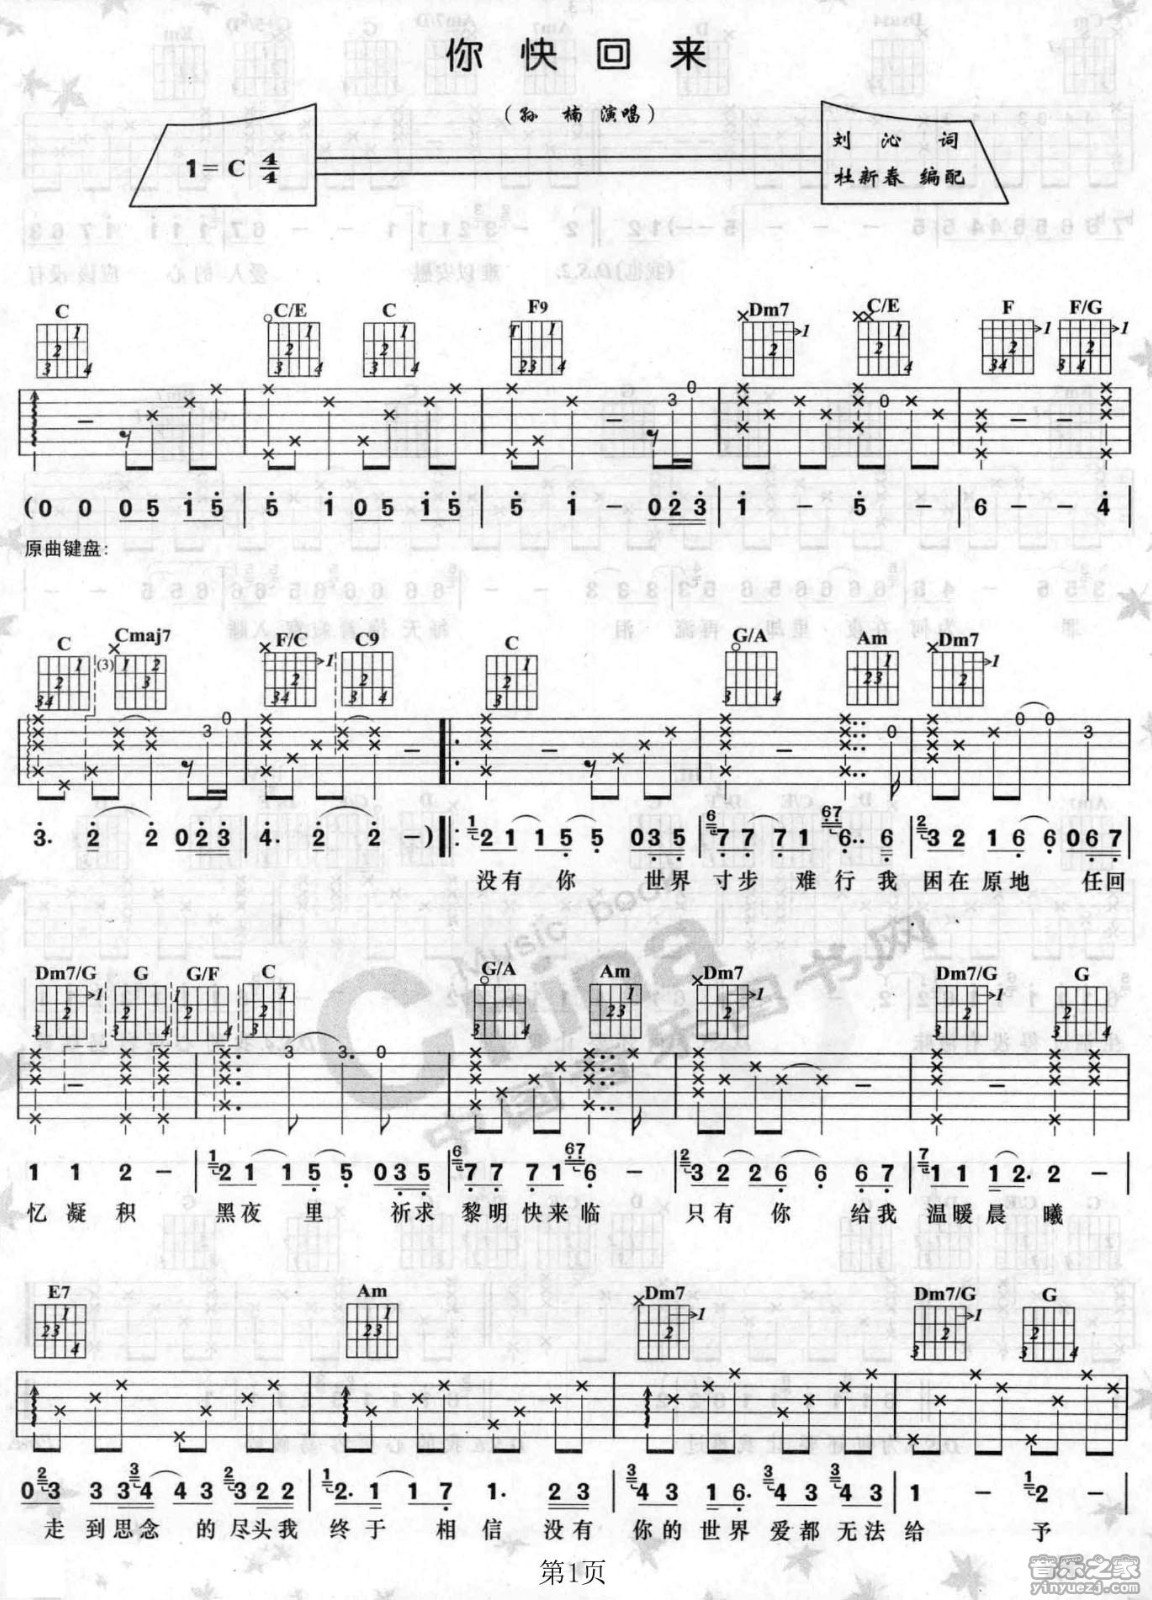 你 快 回 来
（孙 楠 演唱）
1= C 4/4
刘 沁 词
杜新春 编配
C C/E C F9 Dm7 C/E F F/G
(0 0 0 5 1 5 | 5 1 0 5 1 5 | 5 1 - 0 2 3 | 1 - 5 - | 6 - - 4 |
原曲键盘:
C Cmaj7 F/C C9 C G/A Am Dm7
3. 2 2 0 2 3 | 4. 2 2 - ) |: 2 1 1 5 5 0 3 5 | 7 7 7 1 6.. 6 | 3 2 1 6 6 0 6 7 |
没有 你 世界 寸步 难行 我 困在 原地 任回
Dm7/G G G/F C G/A Am Dm7 Dm7/G G
1 1 2 - | 2 1 1 5 5 0 3 5 | 7 7 7 1 6 - | 3 2 2 6 6 6 7 | 1 1 1 2. 2 - |
忆 凝 积 黑夜 里 祈求 黎明快来临 只有 你 给我 温暖晨 曦
E7 Am Dm7 Dm7/G G
0 3 3 3 4 4 3 3 2 2 | 2. 1 1 7 1. 2 3 | 4 3 1 6. 4 3 4 3 | 1 - 2 - |
走 到思念 的 尽头我 终于 相信 没有 你的 世界 爱都 无法 给 予
第1页
China
Music book
中国音乐图书网
音乐之家
yinyuezj.com